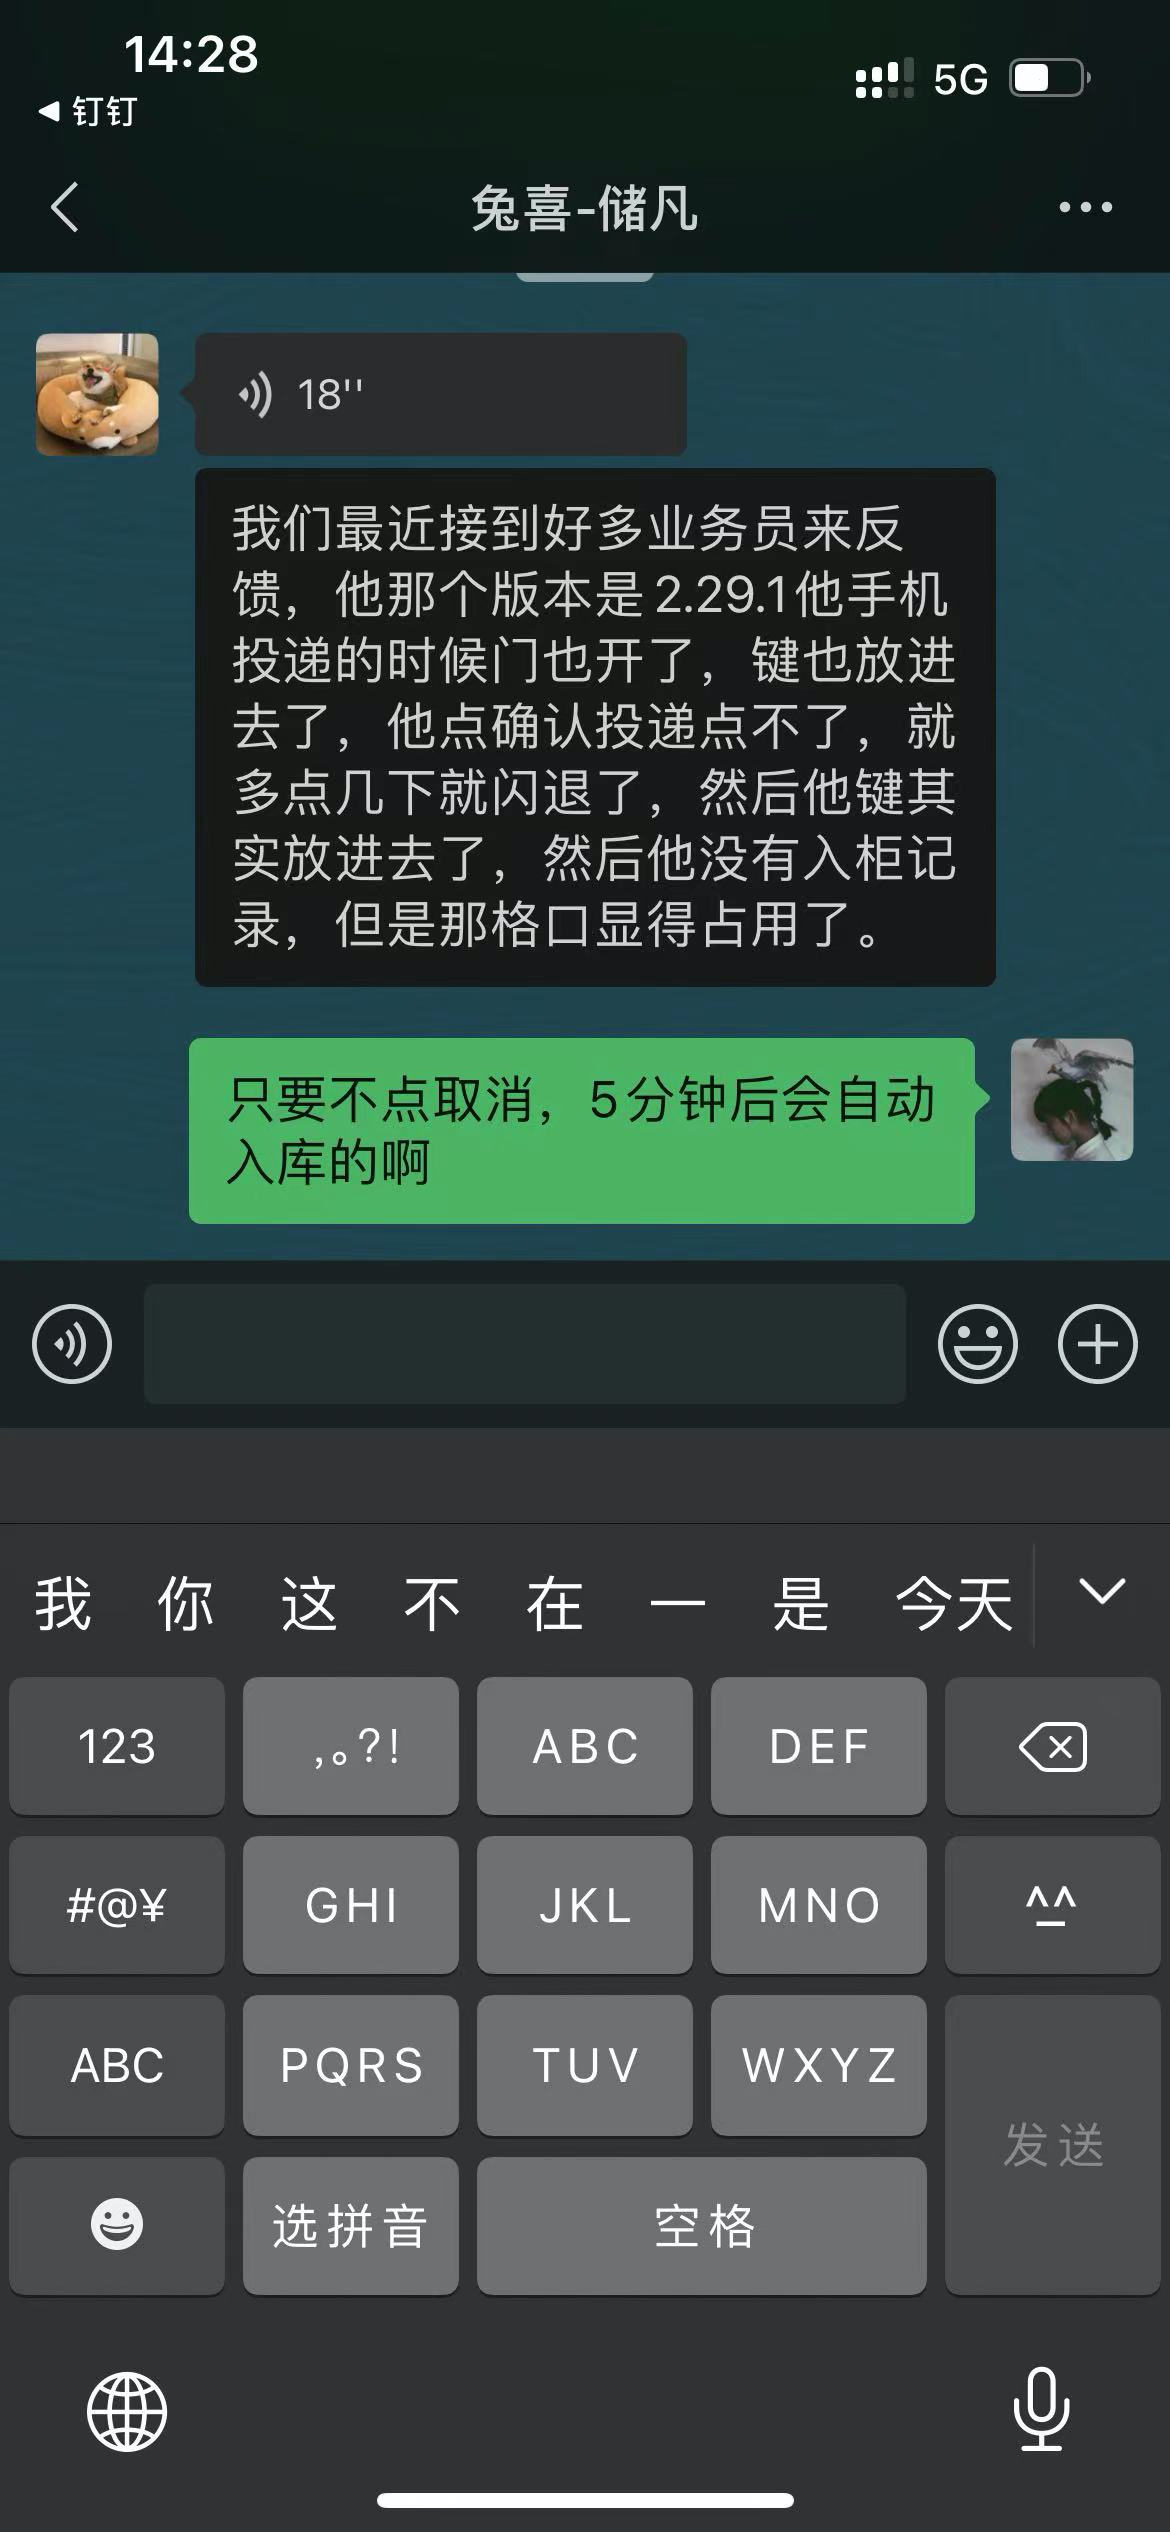 14:28
5G
钉钉
兔喜-储凡
18''
我们最近接到好多业务员来反
馈，他那个版本是2.29.1他手机
投递的时候门也开了，键也放进
去了，他点确认投递点不了，就
多点几下就闪退了，然后他键其
实放进去了，然后他没有入柜记
录，但是那格口显得占用了。
只要不点取消，5分钟后会自动
入库的啊
我 你 这 不 在 一 是 今天
123 ,。?! ABC DEF
#@¥ GHI JKL MNO ^^
ABC PQRS TUV WXYZ
发送
选拼音 空格